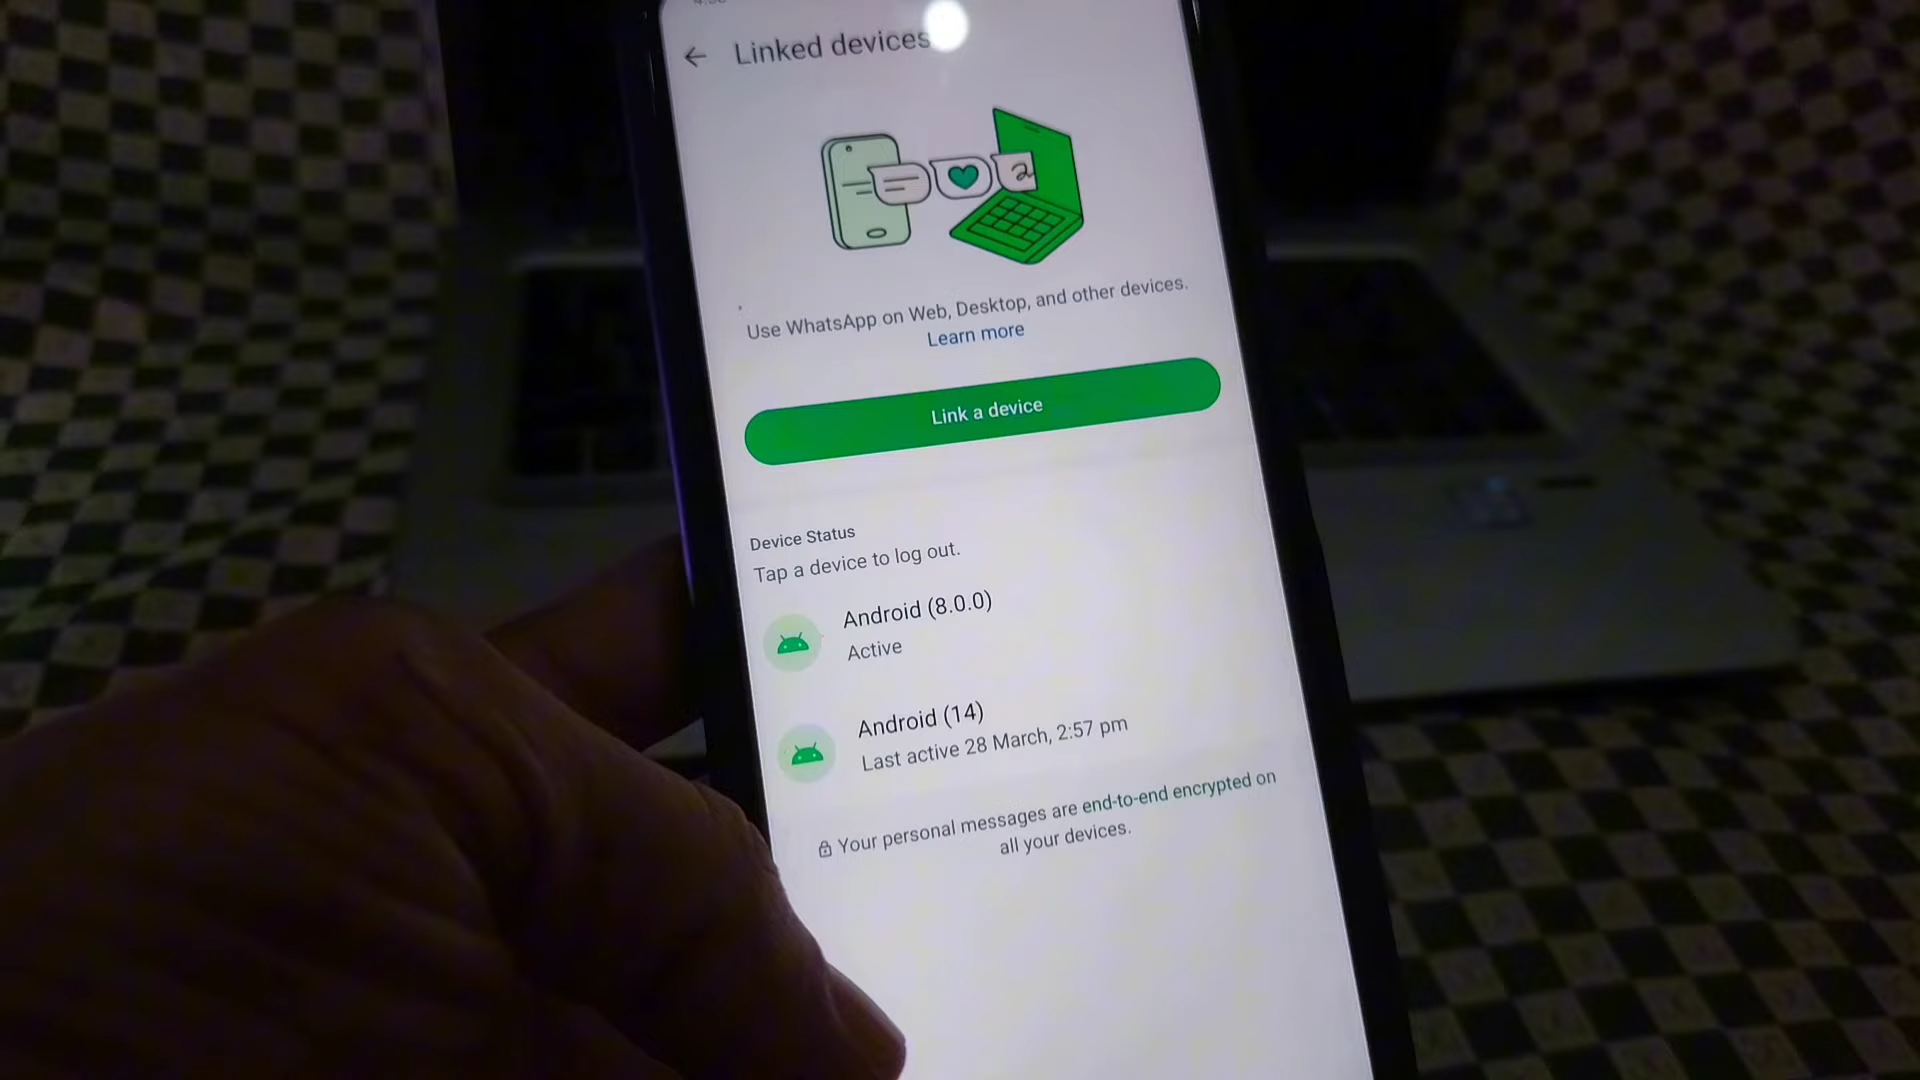 Linked devices
Use WhatsApp on Web, Desktop, and other devices.
Learn more
Link a device
Device Status
Tap a device to log out.
Android (8.0.0)
Active
Android (14)
Last active 28 March, 2:57 pm
Your personal messages are end-to-end encrypted on
all your devices.